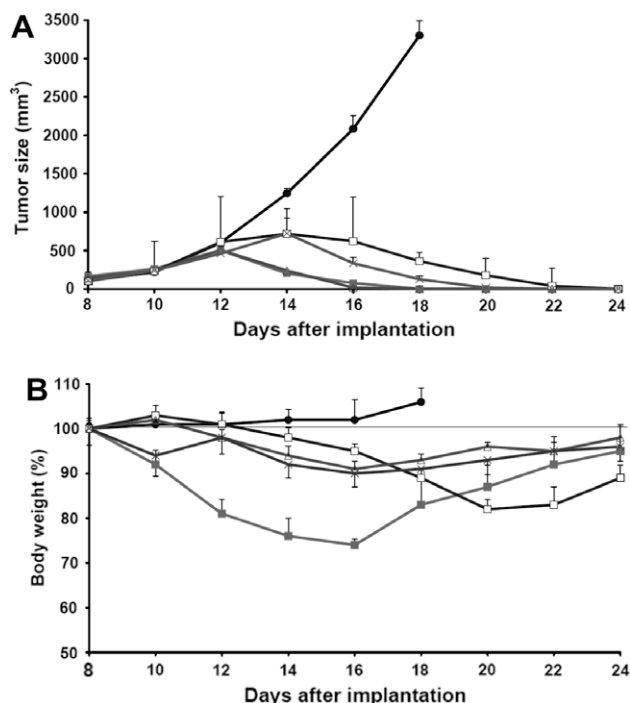 A
Tumor size (mm³)
3500
3000
2500
2000
1500
1000
500
0
8 10 12 14 16 18 20 22 24
Days after implantation
B
Body weight (%)
110
100
90
80
70
60
50
8 10 12 14 16 18 20 22 24
Days after implantation